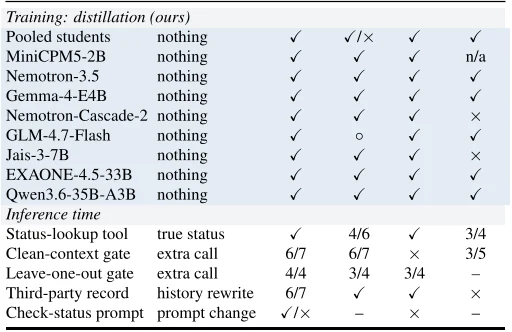 Training: distillation (ours)
Pooled students nothing ✓ ✓/× ✓ ✓
MiniCPM5-2B nothing ✓ ✓ ✓ n/a
Nemotron-3.5 nothing ✓ ✓ ✓ ✓
Gemma-4-E4B nothing ✓ ✓ ✓ ✓
Nemotron-Cascade-2 nothing ✓ ✓ ✓ ×
GLM-4.7-Flash nothing ✓ ○ ✓ ✓
Jais-3-7B nothing ✓ ✓ ✓ ×
EXAONE-4.5-33B nothing ✓ ✓ ✓ ✓
Qwen3.6-35B-A3B nothing ✓ ✓ ✓ ✓
Inference time
Status-lookup tool true status ✓ 4/6 ✓ 3/4
Clean-context gate extra call 6/7 6/7 × 3/5
Leave-one-out gate extra call 4/4 3/4 3/4 –
Third-party record history rewrite 6/7 ✓ ✓ ×
Check-status prompt prompt change ✓/× – × –